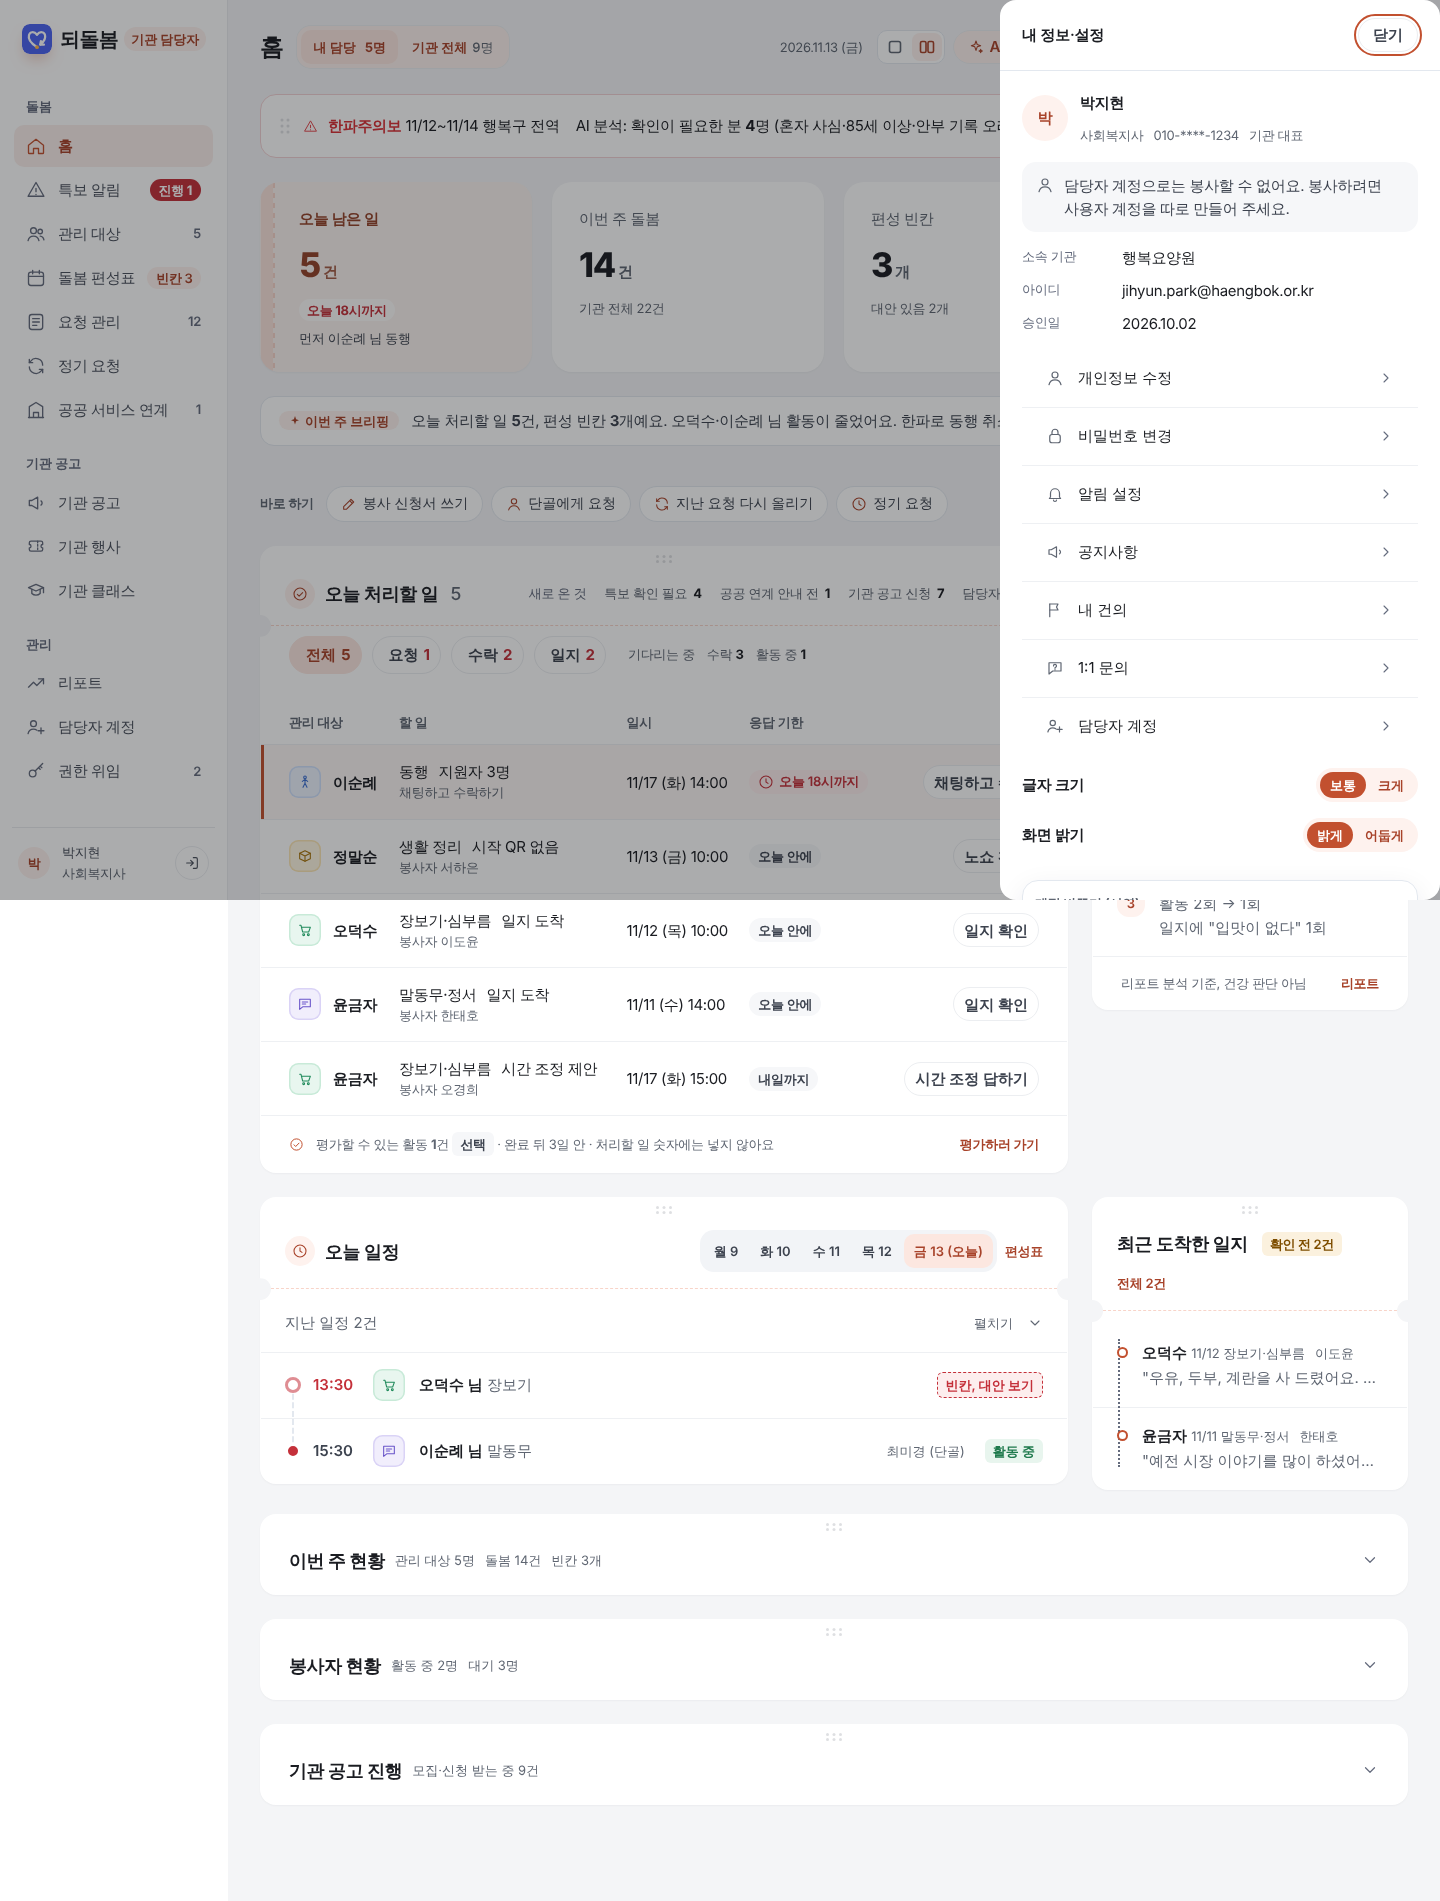 되돌봄 기관 담당자
돌봄
홈
특보 알림 진행 1
관리 대상 5
돌봄 편성표 빈칸 3
요청 관리 12
정기 요청
공공 서비스 연계 1
기관 공고
기관 공고
기관 행사
기관 클래스
관리
리포트
담당자 계정
권한 위임 2
박 박지현
사회복지사
홈 내 담당 5명 기관 전체 9명
2026.11.13 (금)
한파주의보 11/12~11/14 행복구 전역 AI 분석: 확인이 필요한 분 4명 (혼자 사심·85세 이상·안부 기록
오늘 남은 일
5건
오늘 18시까지
먼저 이순례 님 동행
이번 주 돌봄
14건
기관 전체 22건
편성 빈칸
3개
대안 있음 2개
이번 주 브리핑 오늘 처리할 일 5건, 편성 빈칸 3개예요. 오덕수·이순례 님 활동이 줄었어요. 한파로 동행
바로 하기 봉사 신청서 쓰기 단골에게 요청 지난 요청 다시 올리기 정기 요청
오늘 처리할 일 5 새로 온 것 특보 확인 필요 4 공공 연계 안내 전 1 기관 공고 신청 7 담당자
전체 5 요청 1 수락 2 일지 2 기다리는 중 수락 3 활동 중 1
관리 대상 할 일 일시 응답 기한
이순례 동행 지원자 3명 11/17 (화) 14:00 오늘 18시까지 채팅하고
채팅하고 수락하기
정말순 생활 정리 시작 QR 없음 11/13 (금) 10:00 오늘 안에 노쇼
봉사자 서하은
오덕수 장보기·심부름 일지 도착 11/12 (목) 10:00 오늘 안에 일지 확인
봉사자 이도윤
윤금자 말동무·정서 일지 도착 11/11 (수) 14:00 오늘 안에 일지 확인
봉사자 한태호
윤금자 장보기·심부름 시간 조정 제안 11/17 (화) 15:00 내일까지 시간 조정 답하기
봉사자 오경희
평가할 수 있는 활동 1건 선택 · 완료 뒤 3일 안 · 처리할 일 숫자에는 넣지 않아요 평가하러 가기
내 정보·설정 닫기
박 박지현
사회복지사 010-****-1234 기관 대표
담당자 계정으로는 봉사할 수 없어요. 봉사하려면
사용자 계정을 따로 만들어 주세요.
소속 기관 행복요양원
아이디 jihyun.park@haengbok.or.kr
승인일 2026.10.02
개인정보 수정
비밀번호 변경
알림 설정
공지사항
내 건의
1:1 문의
담당자 계정
글자 크기 보통 크게
화면 밝기 밝게 어둡게
3 활동 2회 → 1회
일지에 "입맛이 없다" 1회
리포트 분석 기준, 건강 판단 아님 리포트
오늘 일정 월 9 화 10 수 11 목 12 금 13 (오늘) 편성표
지난 일정 2건 펼치기
13:30 오덕수 님 장보기 빈칸, 대안 보기
15:30 이순례 님 말동무 최미경 (단골) 활동 중
최근 도착한 일지 확인 전 2건
전체 2건
오덕수 11/12 장보기·심부름 이도윤
"우유, 두부, 계란을 사 드렸어요. ...
윤금자 11/11 말동무·정서 한태호
"예전 시장 이야기를 많이 하셨어...
이번 주 현황 관리 대상 5명 돌봄 14건 빈칸 3개
봉사자 현황 활동 중 2명 대기 3명
기관 공고 진행 모집·신청 받는 중 9건